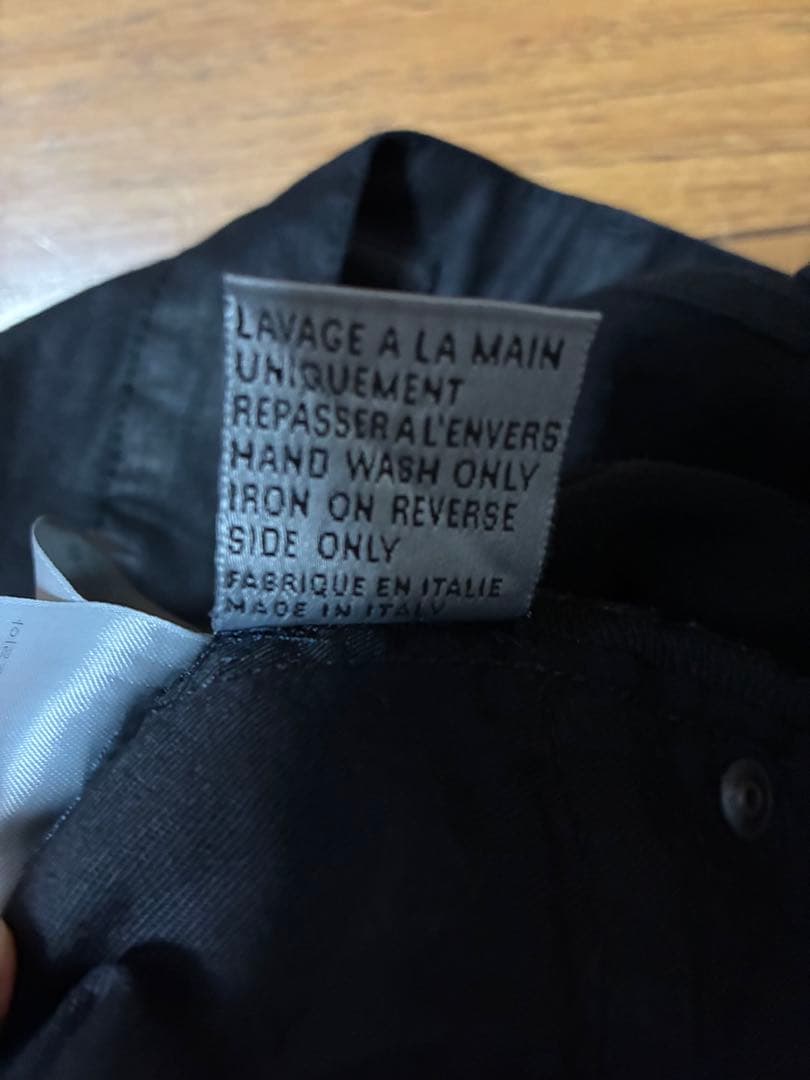 LAVAGE A LA MAIN
UNIQUEMENT
REPASSER A L'ENVERS
HAND WASH ONLY
IRON ON REVERSE
SIDE ONLY
FABRIQUE EN ITALIE
MADE IN ITALY